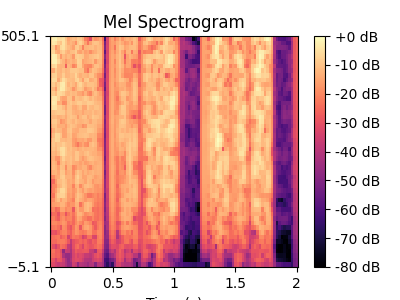 Mel Spectrogram
505.1
−5.1
0
0.5
1
1.5
2
+0 dB
-10 dB
-20 dB
-30 dB
-40 dB
-50 dB
-60 dB
-70 dB
-80 dB